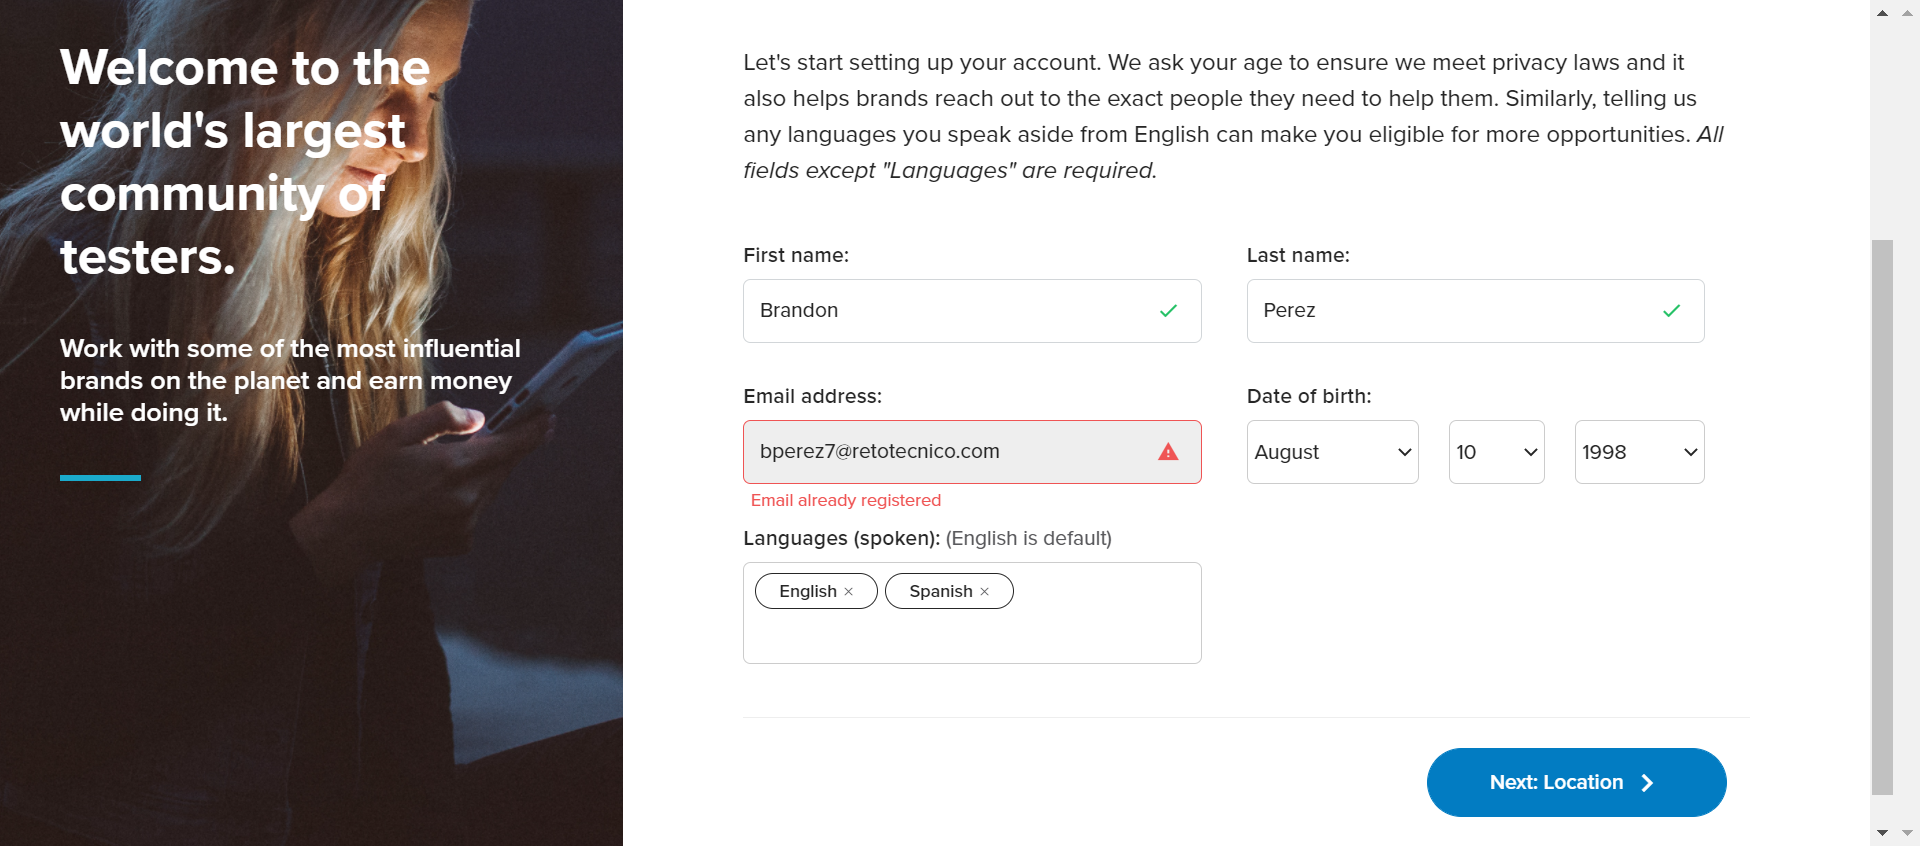 Welcome to the
world's largest
community of
testers.
Work with some of the most influential
brands on the planet and earn money
while doing it.
Let's start setting up your account. We ask your age to ensure we meet privacy laws and it
also helps brands reach out to the exact people they need to help them. Similarly, telling us
any languages you speak aside from English can make you eligible for more opportunities. All
fields except "Languages" are required.
First name:
Last name:
Brandon
Perez
Email address:
Date of birth:
bperez7@retotecnico.com
August
10
1998
Email already registered
Languages (spoken): (English is default)
English ×
Spanish ×
Next: Location